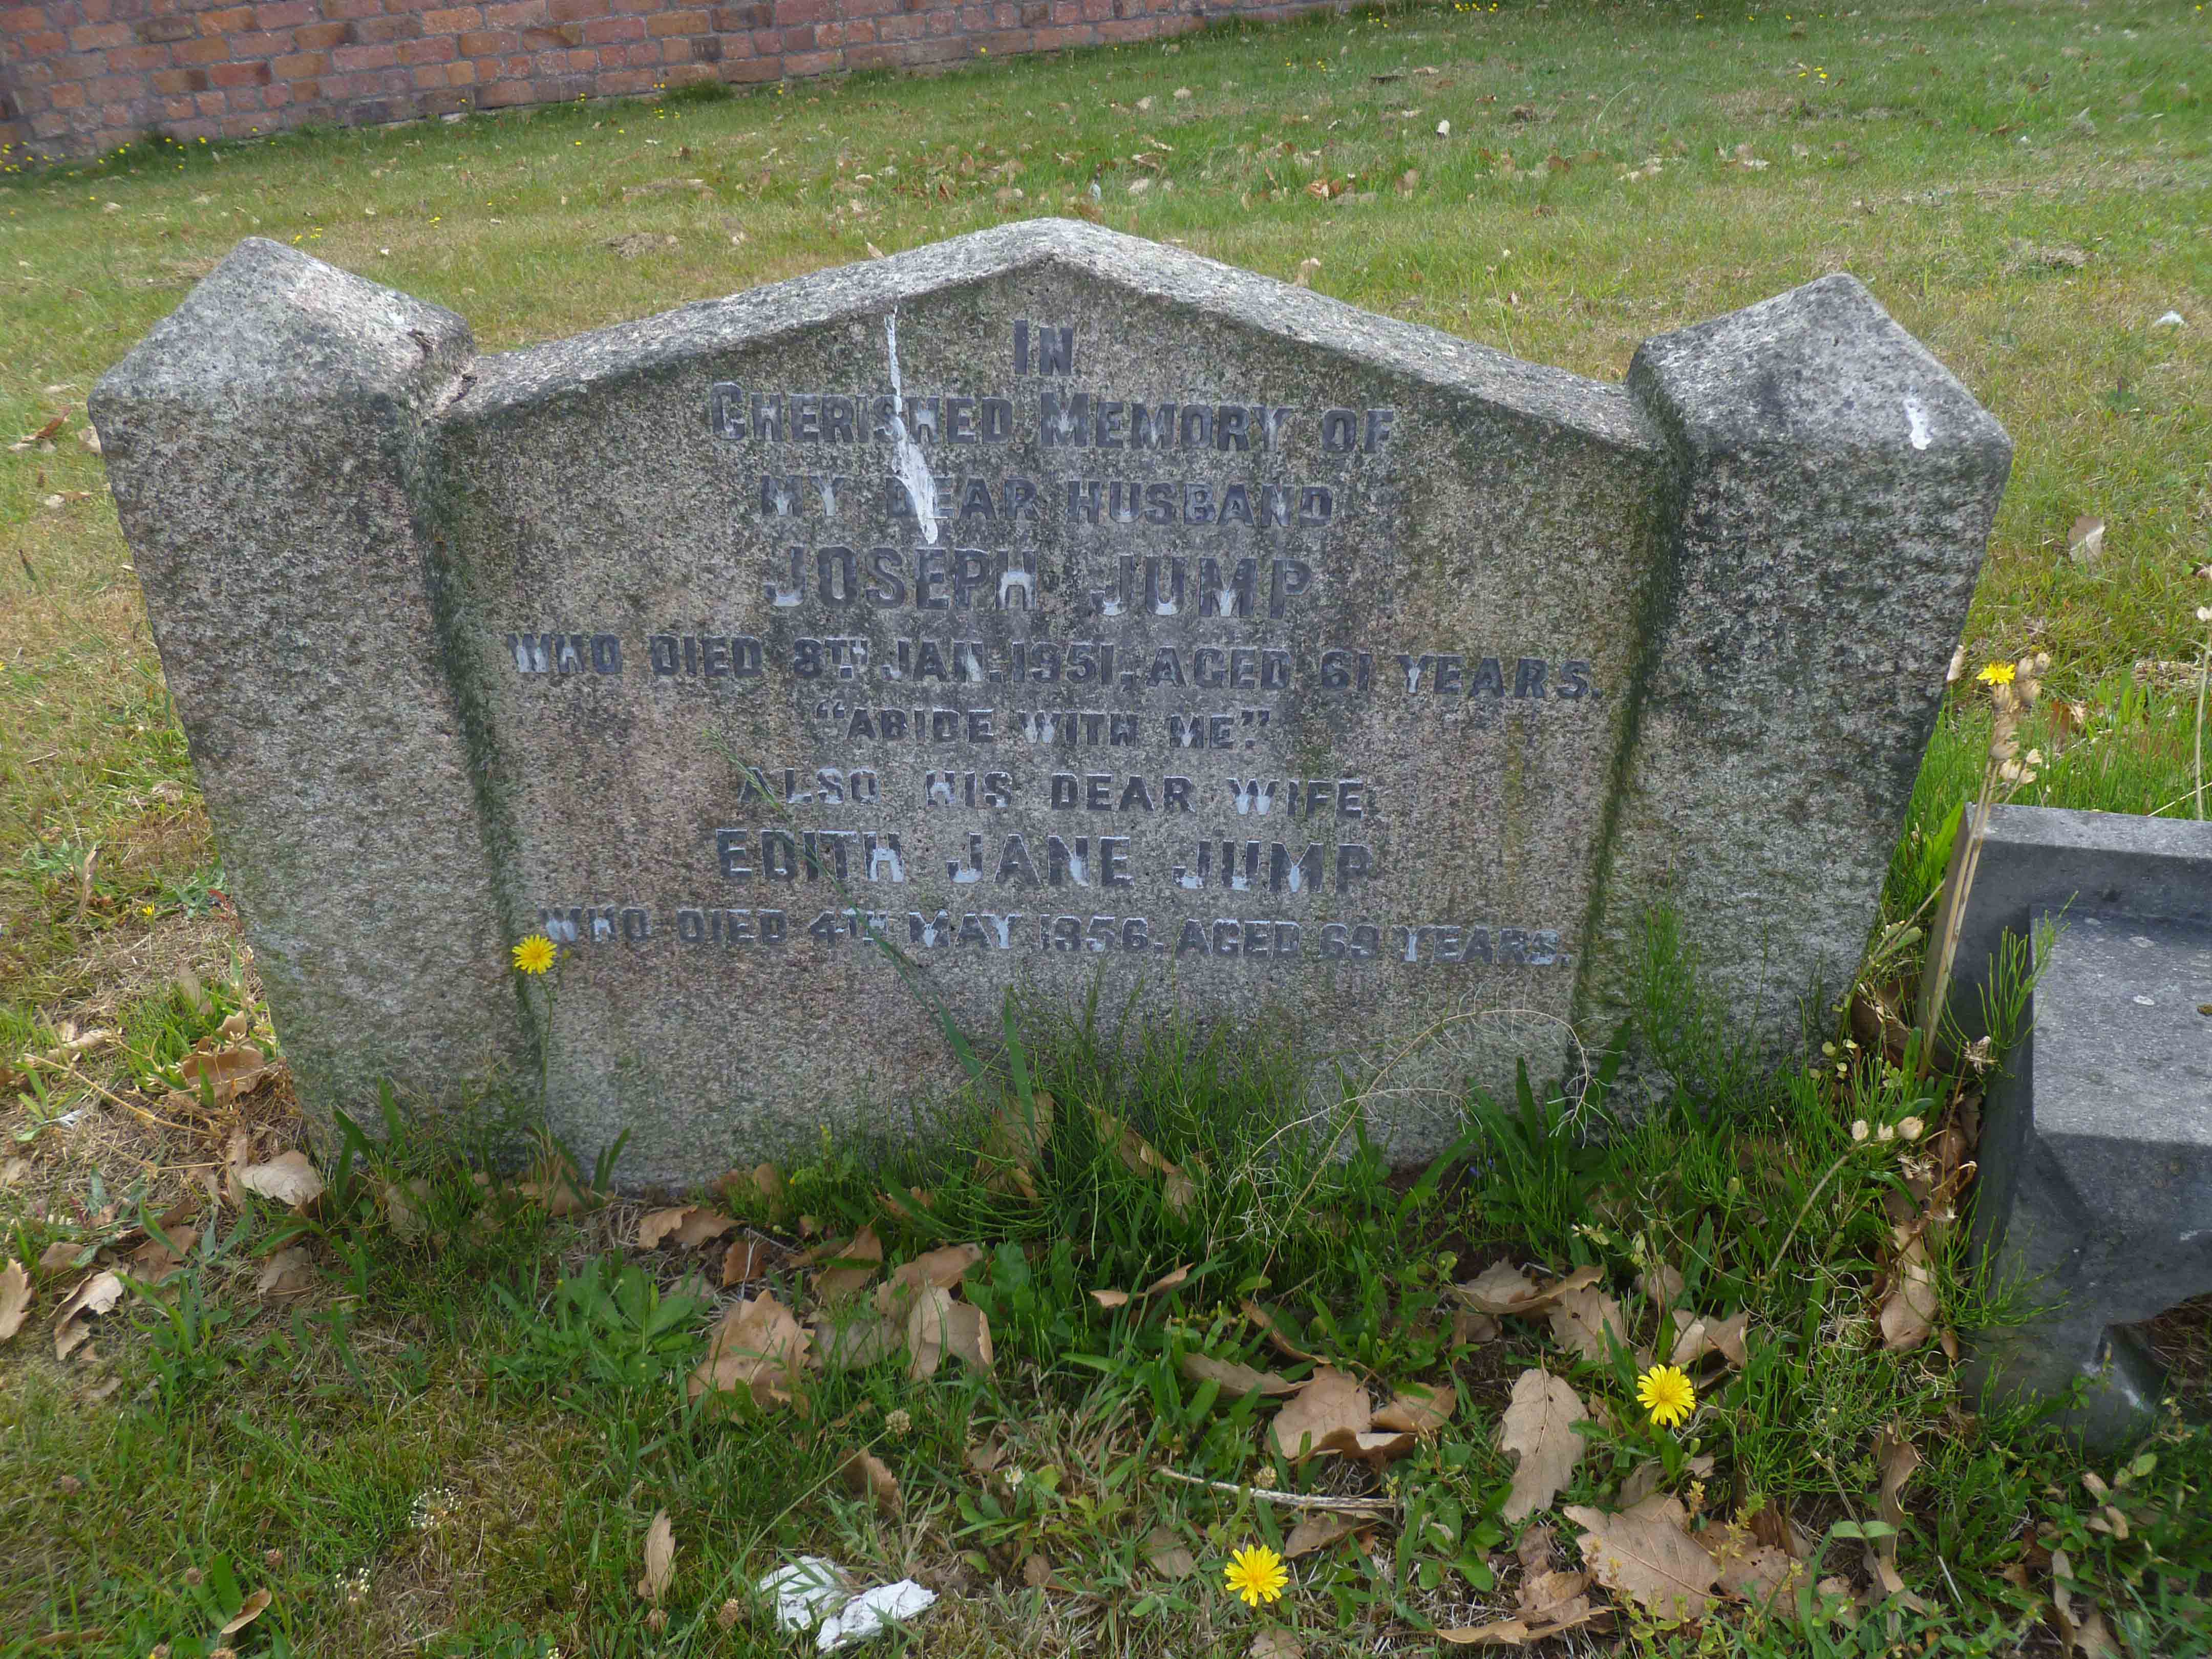 IN
CHERISHED MEMORY OF
MY DEAR HUSBAND
JOSEPH JUMP
WHO DIED 8TH JAN. 1951, AGED 61 YEARS.
"ABIDE WITH ME."
ALSO HIS DEAR WIFE
EDITH JANE JUMP
WHO DIED 4TH MAY 1956. AGED 69 YEARS.